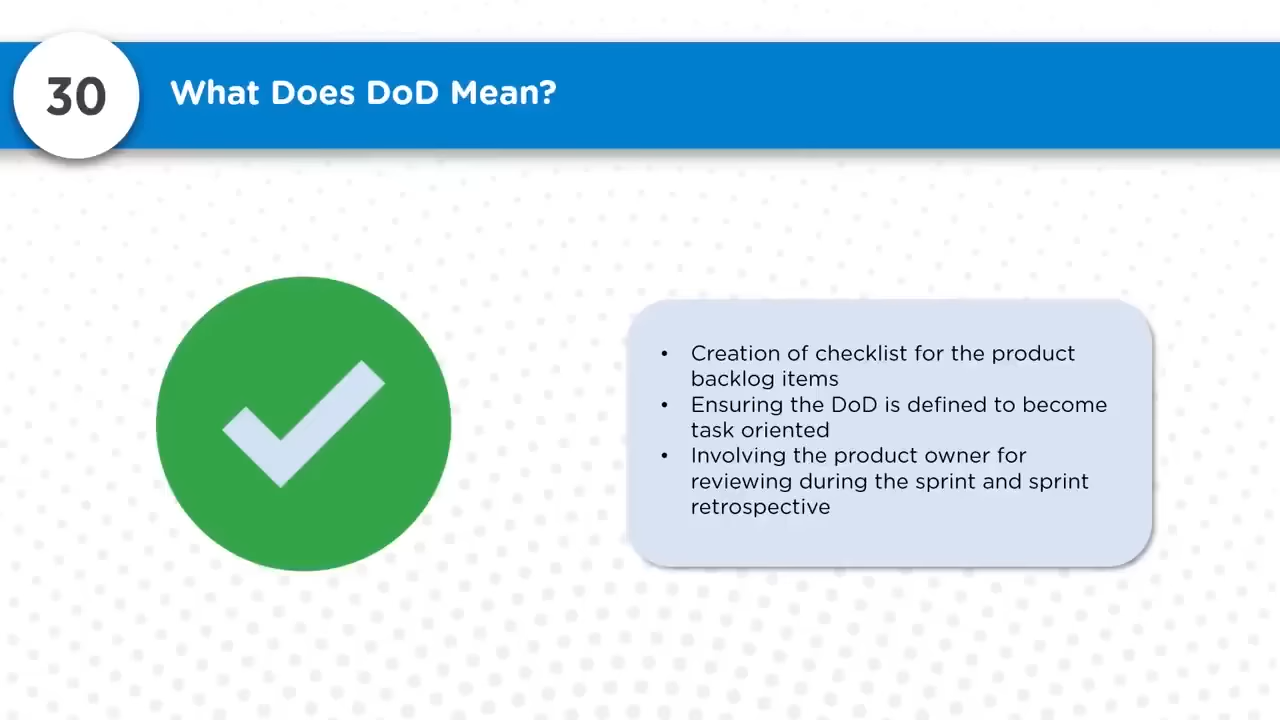 30
What Does DoD Mean?
• Creation of checklist for the product
backlog items
• Ensuring the DoD is defined to become
task oriented
• Involving the product owner for
reviewing during the sprint and sprint
retrospective